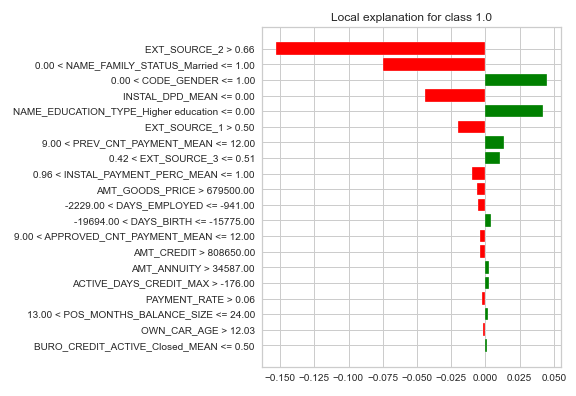 Local explanation for class 1.0
EXT_SOURCE_2 > 0.66
0.00 < NAME_FAMILY_STATUS_Married <= 1.00
0.00 < CODE_GENDER <= 1.00
INSTAL_DPD_MEAN <= 0.00
NAME_EDUCATION_TYPE_Higher education <= 0.00
EXT_SOURCE_1 > 0.50
9.00 < PREV_CNT_PAYMENT_MEAN <= 12.00
0.42 < EXT_SOURCE_3 <= 0.51
0.96 < INSTAL_PAYMENT_PERC_MEAN <= 1.00
AMT_GOODS_PRICE > 679500.00
-2229.00 < DAYS_EMPLOYED <= -941.00
-19694.00 < DAYS_BIRTH <= -15775.00
9.00 < APPROVED_CNT_PAYMENT_MEAN <= 12.00
AMT_CREDIT > 808650.00
AMT_ANNUITY > 34587.00
ACTIVE_DAYS_CREDIT_MAX > -176.00
PAYMENT_RATE > 0.06
13.00 < POS_MONTHS_BALANCE_SIZE <= 24.00
OWN_CAR_AGE > 12.03
BURO_CREDIT_ACTIVE_Closed_MEAN <= 0.50
−0.150 −0.125 −0.100 −0.075 −0.050 −0.025 0.000 0.025 0.050